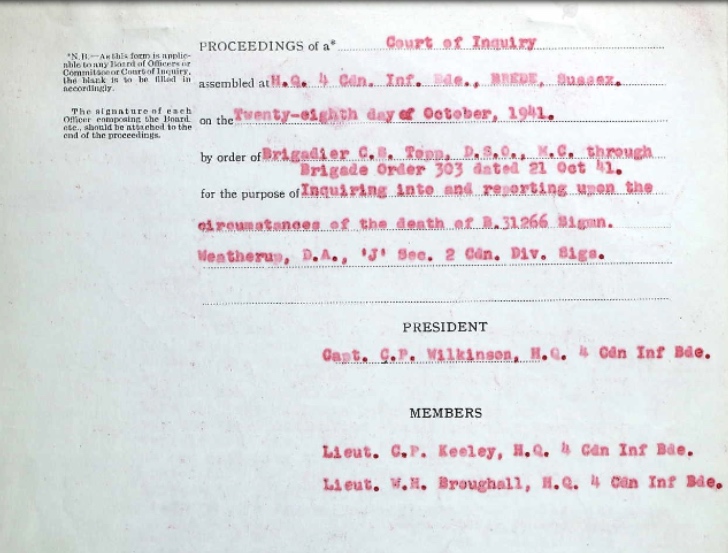 PROCEEDINGS of a* Court of Inquiry
*N.B.—As this form is applic-
able to any Board of Officers or
Committee or Court of Inquiry,
the blank is to be filled in
accordingly.
assembled at H.Q. 4 Cdn. Inf. Bde., BREDE, Sussex.
The signature of each
Officer composing the Board,
etc., should be attached to the
end of the proceedings.
on the Twenty-eighth day of October, 1941.
by order of Brigadier C.B. Topp, D.S.O., M.C. through
Brigade Order 303 dated 21 Oct 41.
for the purpose of Inquiring into and reporting upon the
circumstances of the death of B.31266 Sigmn.
Weatherup, D.A., 'J' Sec. 2 Cdn. Div. Sigs.
PRESIDENT
Capt. C.P. Wilkinson, H.Q. 4 Cdn Inf Bde.
MEMBERS
Lieut. C.P. Keeley, H.Q. 4 Cdn Inf Bde.
Lieut. W.H. Broughall, H.Q. 4 Cdn Inf Bde.